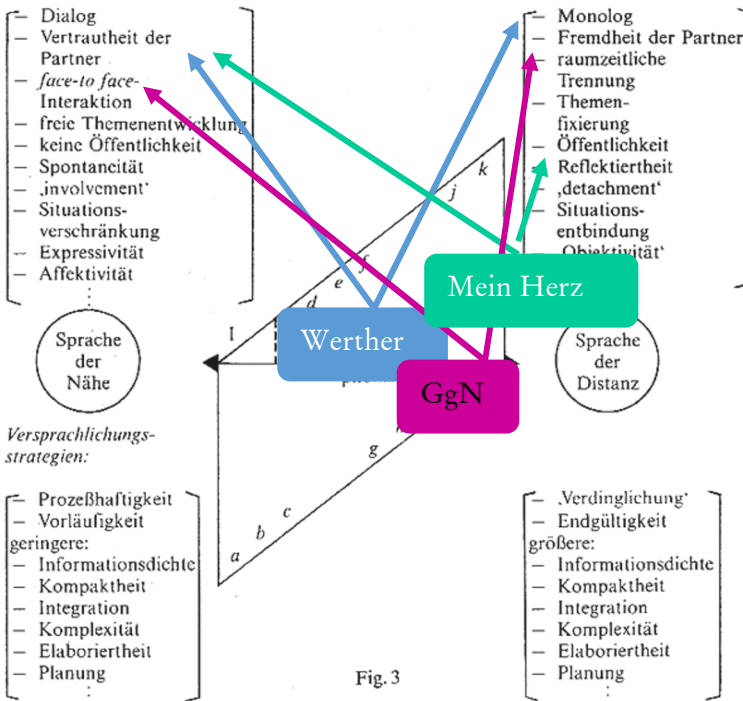 — Dialog
— Vertrautheit der
Partner
— face-to face-
Interaktion
— freie Themenentwicklung
— keine Öffentlichkeit
— Spontaneität
— ‚involvement‘
— Situations-
verschränkung
— Expressivität
— Affektivität
⋮
— Monolog
— Fremdheit der Partner
— raumzeitliche
Trennung
— Themen-
fixierung
— Öffentlichkeit
— Reflektiertheit
— ‚detachment‘
— Situations-
entbindung
— ‚Objektivität‘
k
j
f
e
d
I
Mein Herz
Werther
GgN
Sprache
der
Nähe
Sprache
der
Distanz
g
c
b
a
Versprachlichungs-
strategien:
— Prozeßhaftigkeit
— Vorläufigkeit
geringere:
— Informationsdichte
— Kompaktheit
— Integration
— Komplexität
— Elaboriertheit
— Planung
⋮
— ‚Verdinglichung‘
— Endgültigkeit
größere:
— Informationsdichte
— Kompaktheit
— Integration
— Komplexität
— Elaboriertheit
— Planung
⋮
Fig. 3